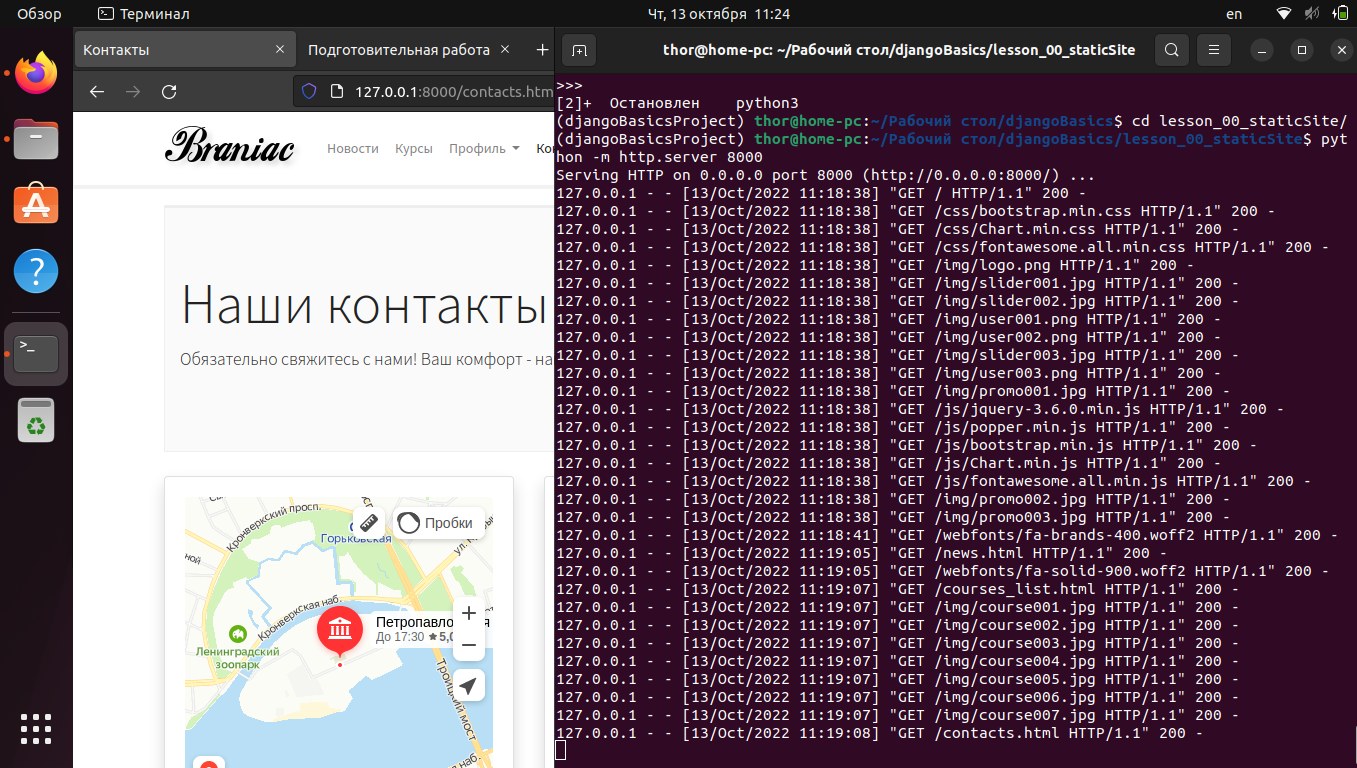 Обзор
Терминал
Чт, 13 октября 11:24
en
Контакты
Подготовительная работа
127.0.0.1:8000/contacts.htm
Braniac
Новости Курсы Профиль
Наши контакты
Обязательно свяжитесь с нами! Ваш комфорт - на
Кронверкский просп.
Пробки
Горьковская
ул. К
ной
Кронверкская наб.
Петропавло
До 17:30 5,0
Ленинградский
зоопарк
Троицкий мост
thor@home-pc: ~/Рабочий стол/djangoBasics/lesson_00_staticSite
>>>
[2]+ Остановлен python3
(djangoBasicsProject) thor@home-pc:~/Рабочий стол/djangoBasics$ cd lesson_00_staticSite/
(djangoBasicsProject) thor@home-pc:~/Рабочий стол/djangoBasics/lesson_00_staticSite$ pyt
hon -m http.server 8000
Serving HTTP on 0.0.0.0 port 8000 (http://0.0.0.0:8000/) ...
127.0.0.1 - - [13/Oct/2022 11:18:38] "GET / HTTP/1.1" 200 -
127.0.0.1 - - [13/Oct/2022 11:18:38] "GET /css/bootstrap.min.css HTTP/1.1" 200 -
127.0.0.1 - - [13/Oct/2022 11:18:38] "GET /css/Chart.min.css HTTP/1.1" 200 -
127.0.0.1 - - [13/Oct/2022 11:18:38] "GET /css/fontawesome.all.min.css HTTP/1.1" 200 -
127.0.0.1 - - [13/Oct/2022 11:18:38] "GET /img/logo.png HTTP/1.1" 200 -
127.0.0.1 - - [13/Oct/2022 11:18:38] "GET /img/slider001.jpg HTTP/1.1" 200 -
127.0.0.1 - - [13/Oct/2022 11:18:38] "GET /img/slider002.jpg HTTP/1.1" 200 -
127.0.0.1 - - [13/Oct/2022 11:18:38] "GET /img/user001.png HTTP/1.1" 200 -
127.0.0.1 - - [13/Oct/2022 11:18:38] "GET /img/user002.png HTTP/1.1" 200 -
127.0.0.1 - - [13/Oct/2022 11:18:38] "GET /img/slider003.jpg HTTP/1.1" 200 -
127.0.0.1 - - [13/Oct/2022 11:18:38] "GET /img/user003.png HTTP/1.1" 200 -
127.0.0.1 - - [13/Oct/2022 11:18:38] "GET /img/promo001.jpg HTTP/1.1" 200 -
127.0.0.1 - - [13/Oct/2022 11:18:38] "GET /js/jquery-3.6.0.min.js HTTP/1.1" 200 -
127.0.0.1 - - [13/Oct/2022 11:18:38] "GET /js/popper.min.js HTTP/1.1" 200 -
127.0.0.1 - - [13/Oct/2022 11:18:38] "GET /js/bootstrap.min.js HTTP/1.1" 200 -
127.0.0.1 - - [13/Oct/2022 11:18:38] "GET /js/Chart.min.js HTTP/1.1" 200 -
127.0.0.1 - - [13/Oct/2022 11:18:38] "GET /js/fontawesome.all.min.js HTTP/1.1" 200 -
127.0.0.1 - - [13/Oct/2022 11:18:38] "GET /img/promo002.jpg HTTP/1.1" 200 -
127.0.0.1 - - [13/Oct/2022 11:18:38] "GET /img/promo003.jpg HTTP/1.1" 200 -
127.0.0.1 - - [13/Oct/2022 11:18:41] "GET /webfonts/fa-brands-400.woff2 HTTP/1.1" 200 -
127.0.0.1 - - [13/Oct/2022 11:19:05] "GET /news.html HTTP/1.1" 200 -
127.0.0.1 - - [13/Oct/2022 11:19:05] "GET /webfonts/fa-solid-900.woff2 HTTP/1.1" 200 -
127.0.0.1 - - [13/Oct/2022 11:19:07] "GET /courses_list.html HTTP/1.1" 200 -
127.0.0.1 - - [13/Oct/2022 11:19:07] "GET /img/course001.jpg HTTP/1.1" 200 -
127.0.0.1 - - [13/Oct/2022 11:19:07] "GET /img/course002.jpg HTTP/1.1" 200 -
127.0.0.1 - - [13/Oct/2022 11:19:07] "GET /img/course003.jpg HTTP/1.1" 200 -
127.0.0.1 - - [13/Oct/2022 11:19:07] "GET /img/course004.jpg HTTP/1.1" 200 -
127.0.0.1 - - [13/Oct/2022 11:19:07] "GET /img/course005.jpg HTTP/1.1" 200 -
127.0.0.1 - - [13/Oct/2022 11:19:07] "GET /img/course006.jpg HTTP/1.1" 200 -
127.0.0.1 - - [13/Oct/2022 11:19:07] "GET /img/course007.jpg HTTP/1.1" 200 -
127.0.0.1 - - [13/Oct/2022 11:19:08] "GET /contacts.html HTTP/1.1" 200 -